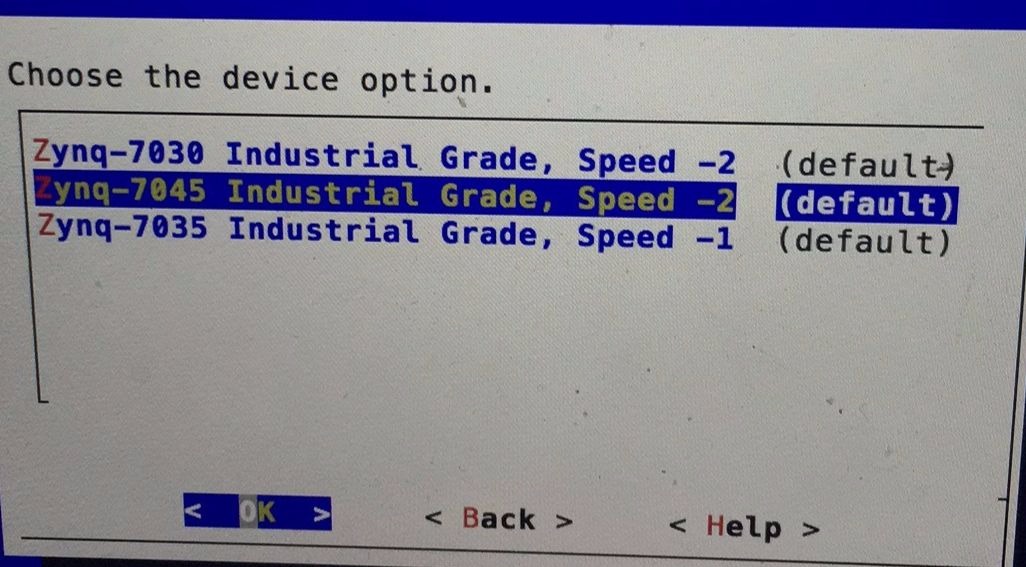 Choose the device option.
Zynq-7030 Industrial Grade, Speed -2 (default)
Zynq-7045 Industrial Grade, Speed -2 (default)
Zynq-7035 Industrial Grade, Speed -1 (default)
< OK > < Back > < Help >